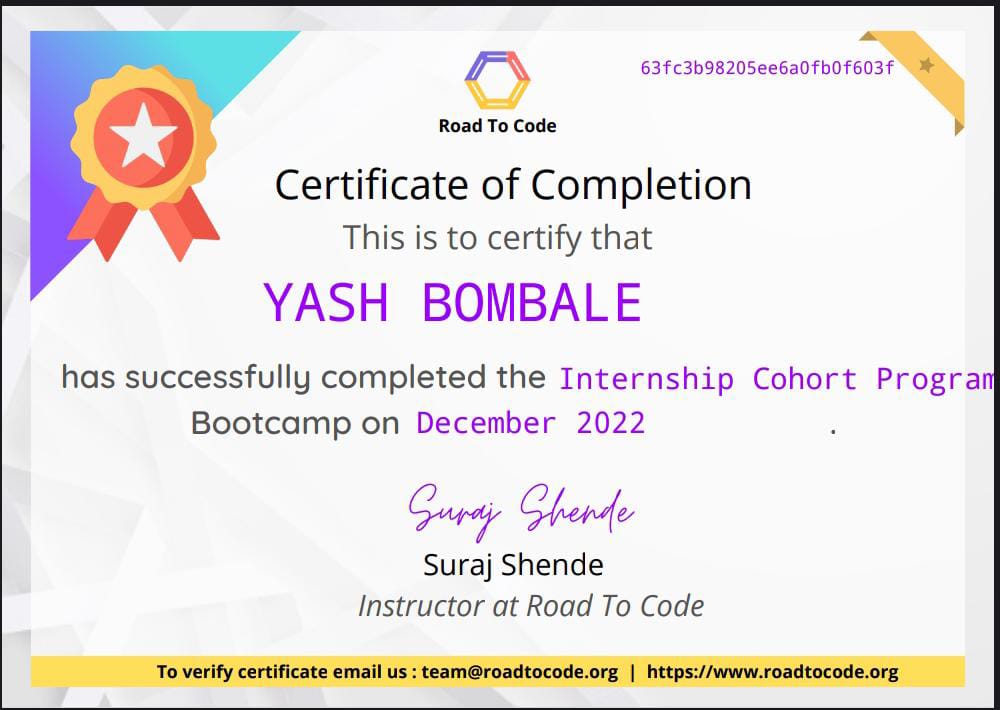 63fc3b98205ee6a0fb0f603f
Road To Code
Certificate of Completion
This is to certify that
YASH BOMBALE
has successfully completed the Internship Cohort Program
Bootcamp on December 2022 .
Suraj Shende
Suraj Shende
Instructor at Road To Code
To verify certificate email us : team@roadtocode.org | https://www.roadtocode.org